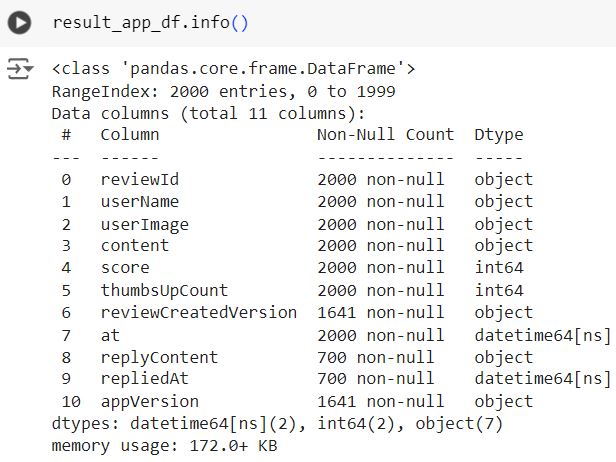 result_app_df.info()
<class 'pandas.core.frame.DataFrame'>
RangeIndex: 2000 entries, 0 to 1999
Data columns (total 11 columns):
 #   Column                Non-Null Count  Dtype
---  ------                --------------  -----
 0   reviewId              2000 non-null   object
 1   userName              2000 non-null   object
 2   userImage             2000 non-null   object
 3   content               2000 non-null   object
 4   score                 2000 non-null   int64
 5   thumbsUpCount         2000 non-null   int64
 6   reviewCreatedVersion  1641 non-null   object
 7   at                    2000 non-null   datetime64[ns]
 8   replyContent          700 non-null    object
 9   repliedAt             700 non-null    datetime64[ns]
 10  appVersion            1641 non-null   object
dtypes: datetime64[ns](2), int64(2), object(7)
memory usage: 172.0+ KB